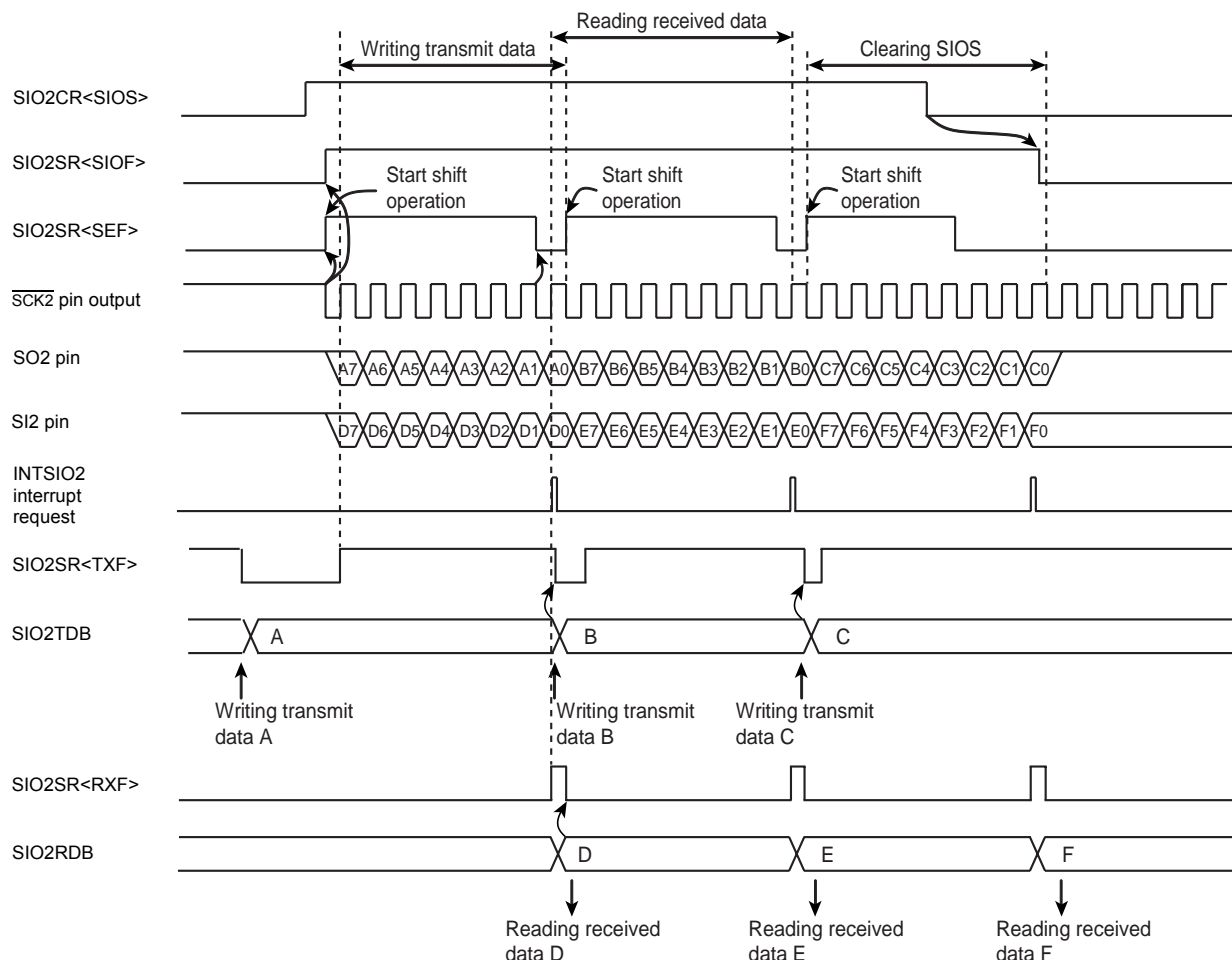 Reading received data
Writing transmit data
Clearing SIOS
SIO2CR<SIOS>
SIO2SR<SIOF>
Start shift
operation
Start shift
operation
Start shift
operation
SIO2SR<SEF>
SCK2 pin output
SO2 pin
A7 A6 A5 A4 A3 A2 A1 A0 B7 B6 B5 B4 B3 B2 B1 B0 C7 C6 C5 C4 C3 C2 C1 C0
SI2 pin
D7 D6 D5 D4 D3 D2 D1 D0 E7 E6 E5 E4 E3 E2 E1 E0 F7 F6 F5 F4 F3 F2 F1 F0
INTSIO2
interrupt
request
SIO2SR<TXF>
SIO2TDB
A
B
C
Writing transmit
data A
Writing transmit
data B
Writing transmit
data C
SIO2SR<RXF>
SIO2RDB
D
E
F
Reading received
data D
Reading received
data E
Reading received
data F